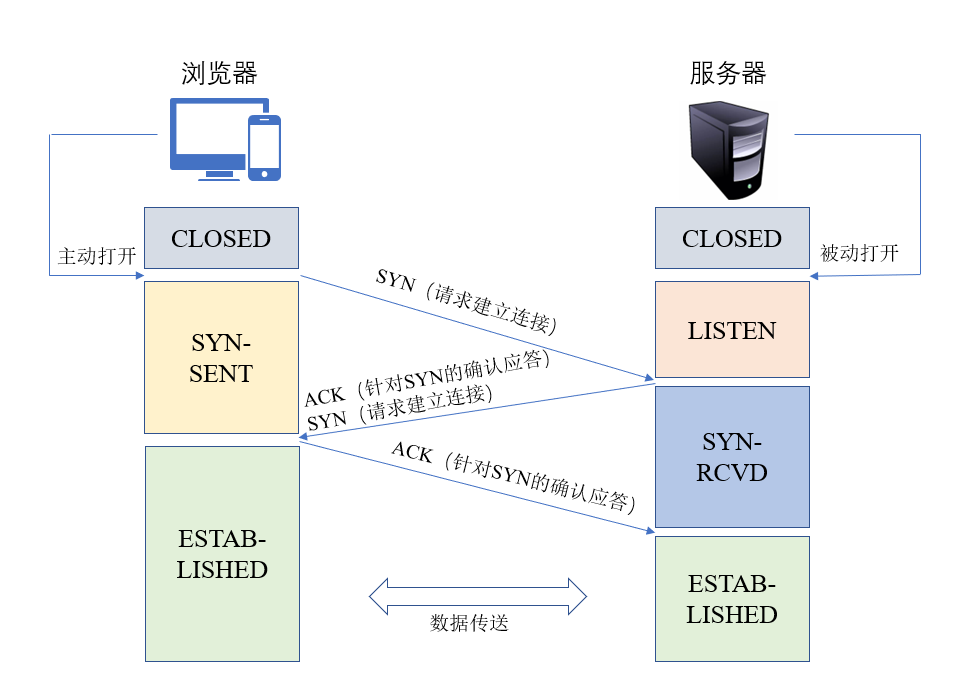 浏览器
服务器
CLOSED
CLOSED
主动打开
被动打开
SYN（请求建立连接）
SYN-
SENT
LISTEN
ACK（针对SYN的确认应答）
SYN（请求建立连接）
ACK（针对SYN的确认应答）
SYN-
RCVD
ESTAB-
LISHED
ESTAB-
LISHED
数据传送